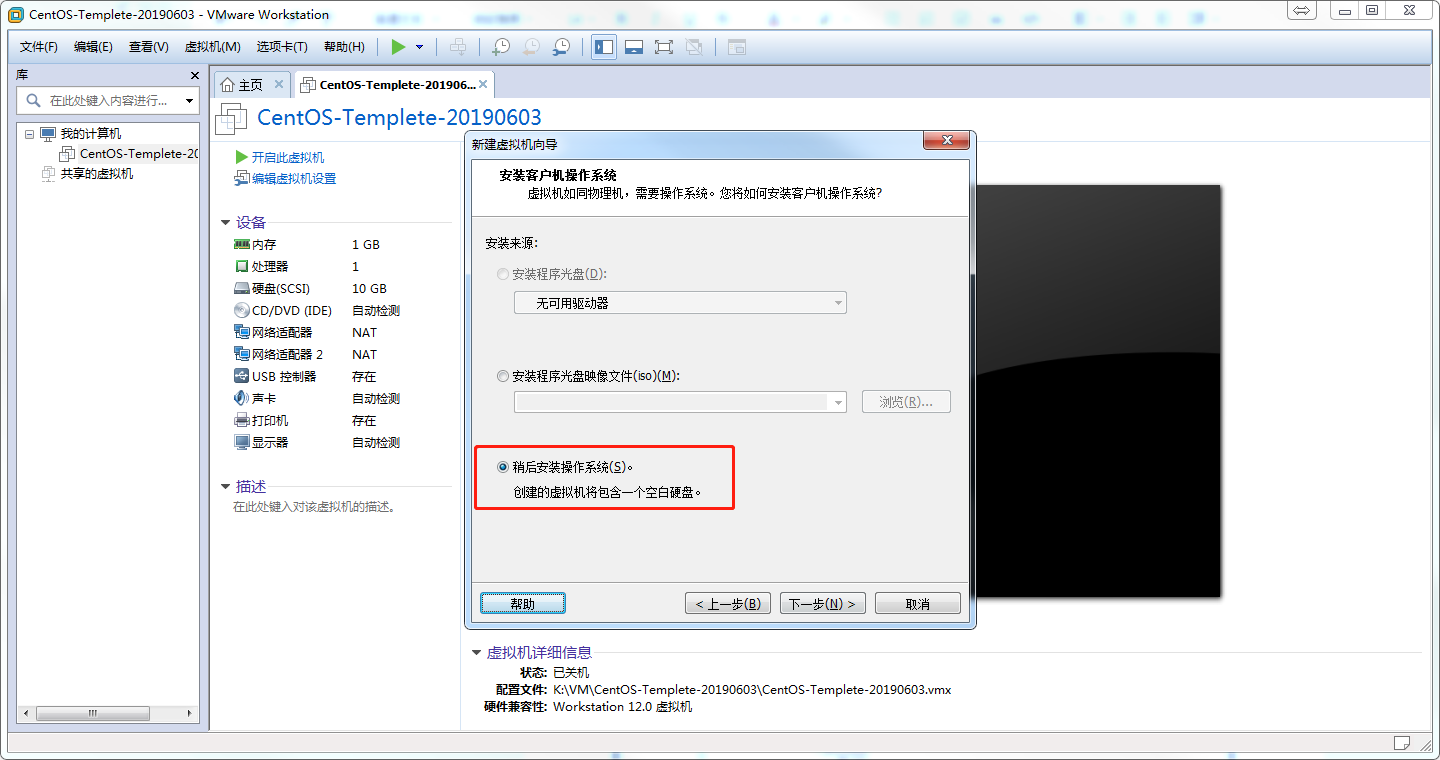 CentOS-Templete-20190603 - VMware Workstation
文件(F) 编辑(E) 查看(V) 虚拟机(M) 选项卡(T) 帮助(H)
库
在此处键入内容进行...
我的计算机
CentOS-Templete-20
共享的虚拟机
主页
CentOS-Templete-201906...
CentOS-Templete-20190603
开启此虚拟机
编辑虚拟机设置
设备
内存 1 GB
处理器 1
硬盘(SCSI) 10 GB
CD/DVD (IDE) 自动检测
网络适配器 NAT
网络适配器 2 NAT
USB 控制器 存在
声卡 自动检测
打印机 存在
显示器 自动检测
描述
在此处键入对该虚拟机的描述。
新建虚拟机向导
安装客户机操作系统
虚拟机如同物理机，需要操作系统。您将如何安装客户机操作系统?
安装来源:
安装程序光盘(D):
无可用驱动器
安装程序光盘映像文件(iso)(M):
浏览(R)...
稍后安装操作系统(S)。
创建的虚拟机将包含一个空白硬盘。
帮助 < 上一步(B) 下一步(N) > 取消
虚拟机详细信息
状态: 已关机
配置文件: K:\VM\CentOS-Templete-20190603\CentOS-Templete-20190603.vmx
硬件兼容性: Workstation 12.0 虚拟机